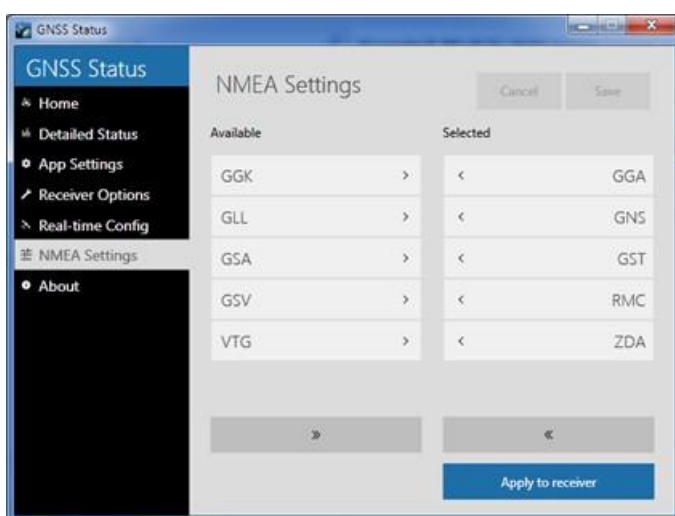 GNSS Status
GNSS Status
Home
Detailed Status
App Settings
Receiver Options
Real-time Config
NMEA Settings
About
NMEA Settings
Cancel
Save
Available
Selected
GGK
GGA
GLL
GNS
GSA
GST
GSV
RMC
VTG
ZDA
Apply to receiver